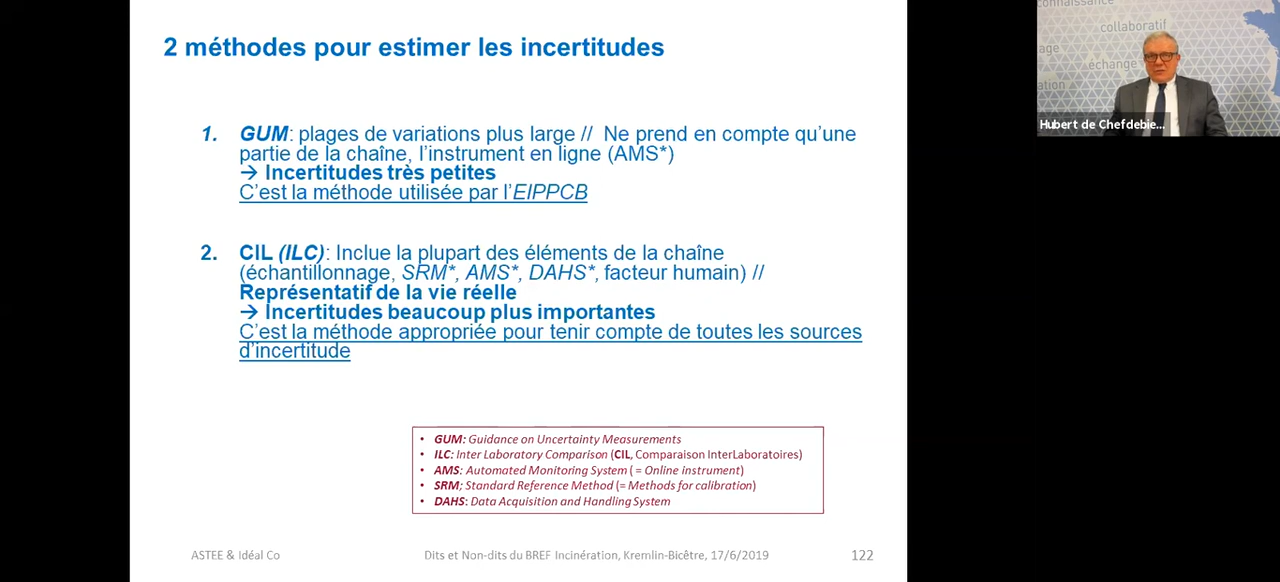 2 méthodes pour estimer les incertitudes
1. GUM: plages de variations plus large // Ne prend en compte qu'une
partie de la chaîne, l'instrument en ligne (AMS*)
→ Incertitudes très petites
C'est la méthode utilisée par l'EIPPCB
2. CIL (ILC): Inclue la plupart des éléments de la chaîne
(échantillonnage, SRM*, AMS*, DAHS*, facteur humain) //
Représentatif de la vie réelle
→ Incertitudes beaucoup plus importantes
C'est la méthode appropriée pour tenir compte de toutes les sources
d'incertitude
• GUM: Guidance on Uncertainty Measurements
• ILC: Inter Laboratory Comparison (CIL, Comparaison InterLaboratoires)
• AMS: Automated Monitoring System ( = Online instrument)
• SRM; Standard Reference Method (= Methods for calibration)
• DAHS: Data Acquisition and Handling System
ASTEE & Idéal Co
Dits et Non-dits du BREF Incinération, Kremlin-Bicêtre, 17/6/2019
122
connaissance
collaboratif
échange
Hubert de Chefdebie...